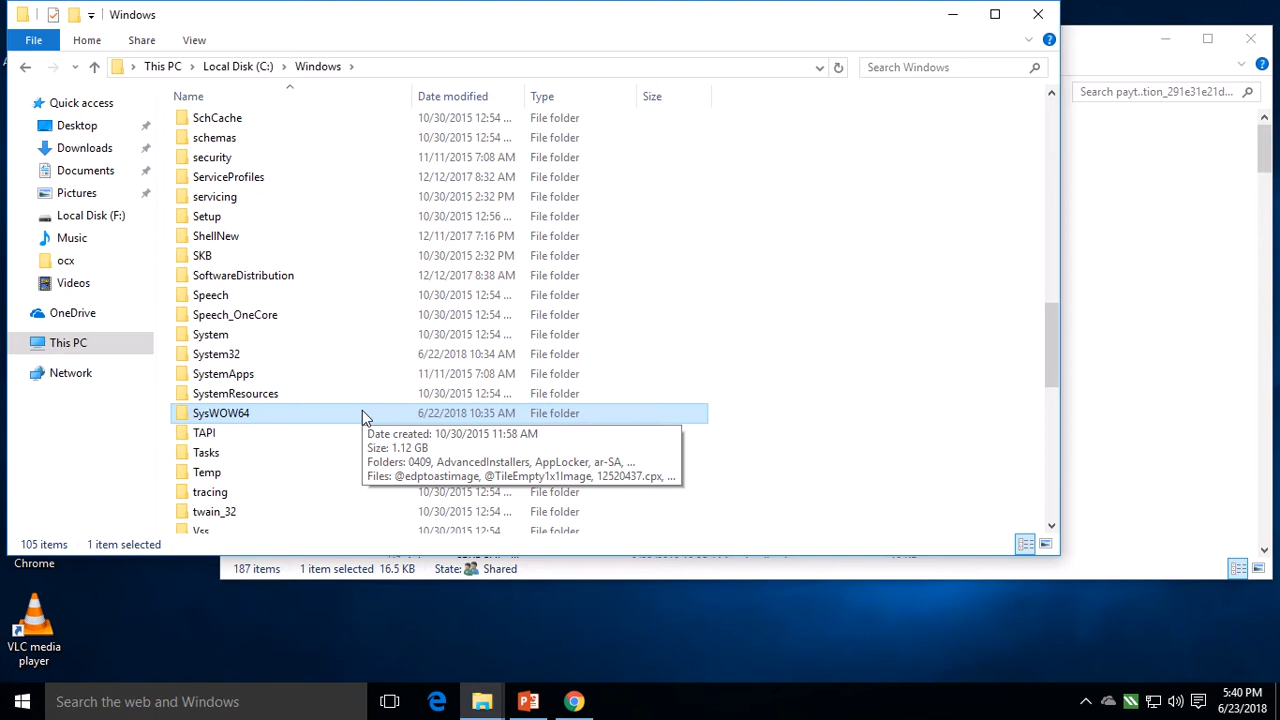 Windows
File Home Share View
This PC > Local Disk (C:) > Windows >
Search Windows
Search payt..tion_291e31e21d...
Name Date modified Type Size
Quick access
Desktop
Downloads
Documents
Pictures
Local Disk (F:)
Music
ocx
Videos
OneDrive
This PC
Network
SchCache 10/30/2015 12:54 ... File folder
schemas 10/30/2015 12:54 ... File folder
security 11/11/2015 7:08 AM File folder
ServiceProfiles 12/12/2017 8:32 AM File folder
servicing 10/30/2015 2:32 PM File folder
Setup 10/30/2015 12:56 ... File folder
ShellNew 12/11/2017 7:16 PM File folder
SKB 10/30/2015 2:32 PM File folder
SoftwareDistribution 12/12/2017 8:38 AM File folder
Speech 10/30/2015 12:54 ... File folder
Speech_OneCore 10/30/2015 12:54 ... File folder
System 10/30/2015 12:54 ... File folder
System32 6/22/2018 10:34 AM File folder
SystemApps 11/11/2015 7:08 AM File folder
SystemResources 10/30/2015 12:54 ... File folder
SysWOW64 6/22/2018 10:35 AM File folder
TAPI
Tasks
Temp
tracing 10/30/2015 12:54 ... File folder
twain_32 10/30/2015 12:54 ... File folder
Vss 10/30/2015 12:54 ... File folder
Date created: 10/30/2015 11:58 AM
Size: 1.12 GB
Folders: 0409, AdvancedInstallers, AppLocker, ar-SA, ...
Files: @edptoastimage, @TileEmpty1x1Image, 12520437.cpx, ...
105 items 1 item selected
187 items 1 item selected 16.5 KB State: Shared
Chrome
VLC media
player
Search the web and Windows
5:40 PM
6/23/2018